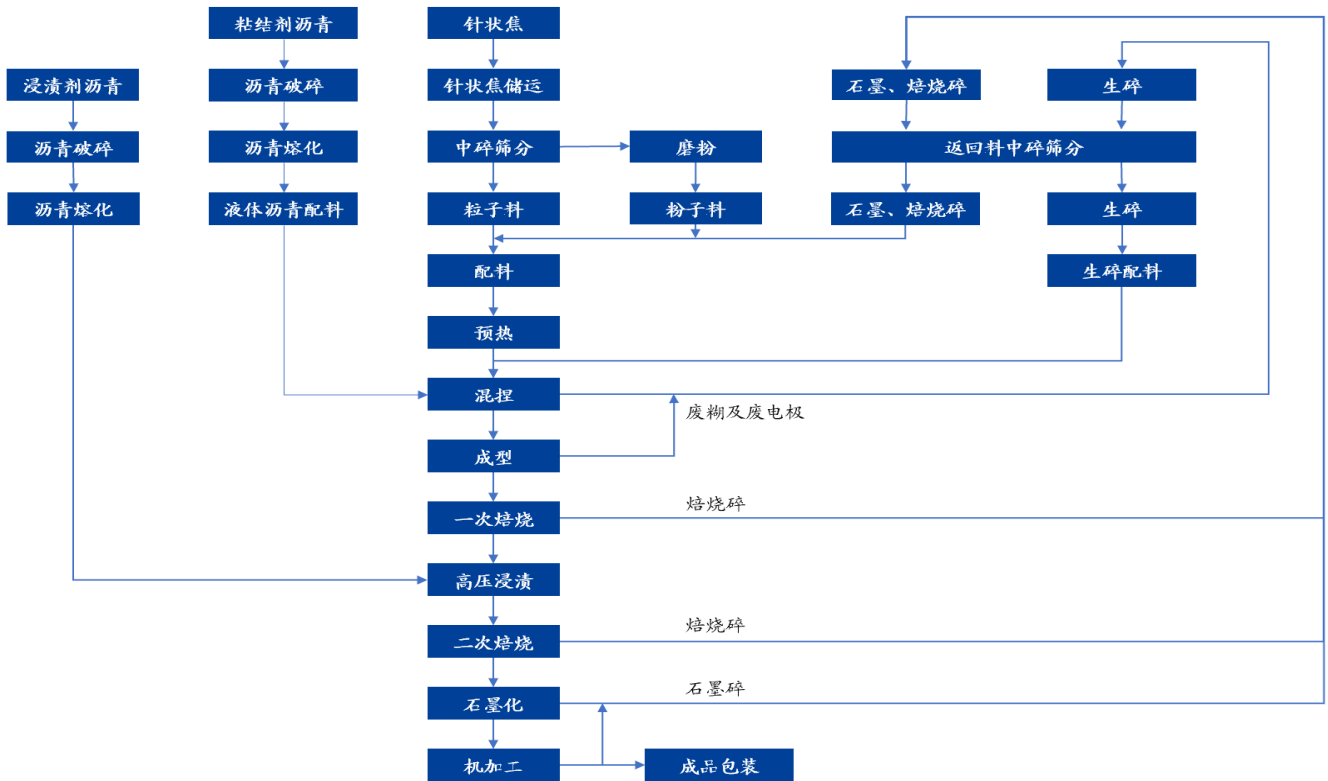 粘结剂沥青
针状焦
浸渍剂沥青
沥青破碎
针状焦储运
石墨、焙烧碎
生碎
沥青破碎
沥青熔化
中碎筛分
磨粉
返回料中碎筛分
沥青熔化
液体沥青配料
粒子料
粉子料
石墨、焙烧碎
生碎
配料
生碎配料
预热
混捏
废糊及废电极
成型
焙烧碎
一次焙烧
高压浸渍
焙烧碎
二次焙烧
石墨碎
石墨化
机加工
成品包装